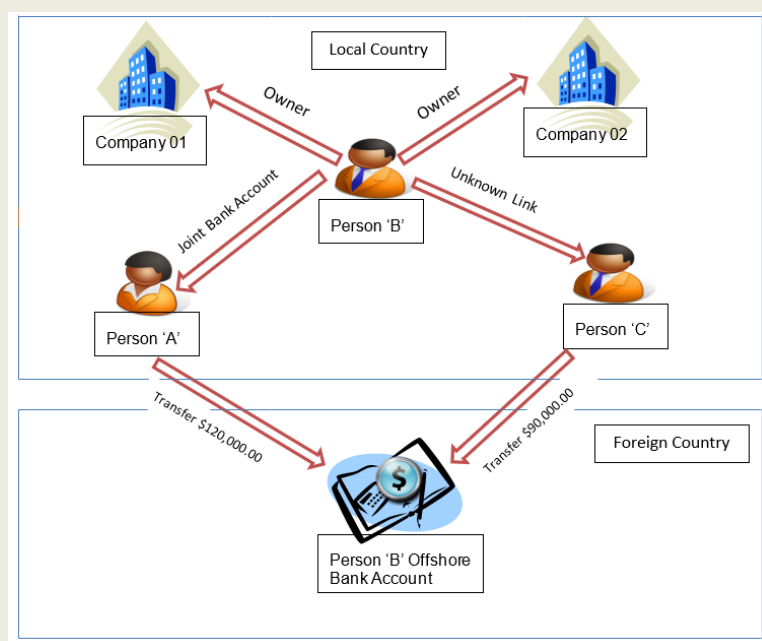 Local Country
Owner
Owner
Company 01
Company 02
Joint Bank Account
Unknown Link
Person ‘B’
Person ‘A’
Person ‘C’
Transfer $120,000.00
Transfer $90,000.00
Foreign Country
$
Person ‘B’ Offshore
Bank Account